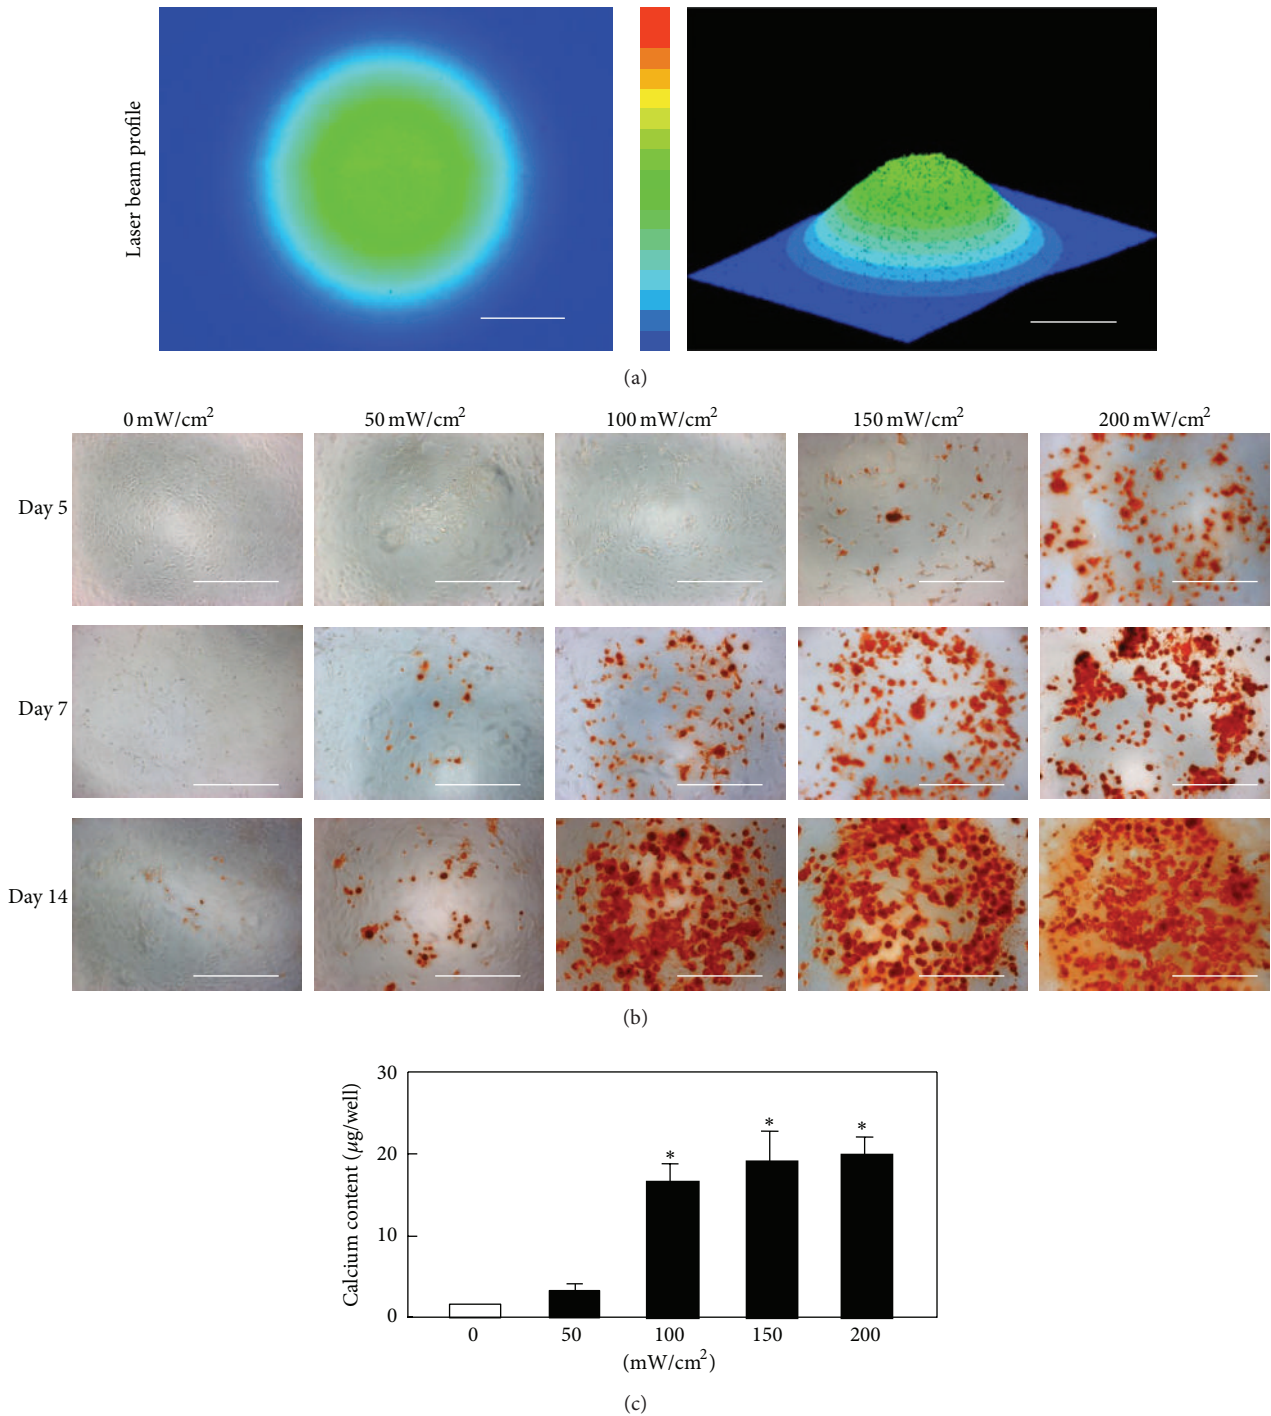 Laser beam profile
(a)
0 mW/cm²
50 mW/cm²
100 mW/cm²
150 mW/cm²
200 mW/cm²
Day 5
Day 7
Day 14
(b)
Calcium content (μg/well)
30
20
10
0
*
*
*
0
50
100
150
200
(mW/cm²)
(c)